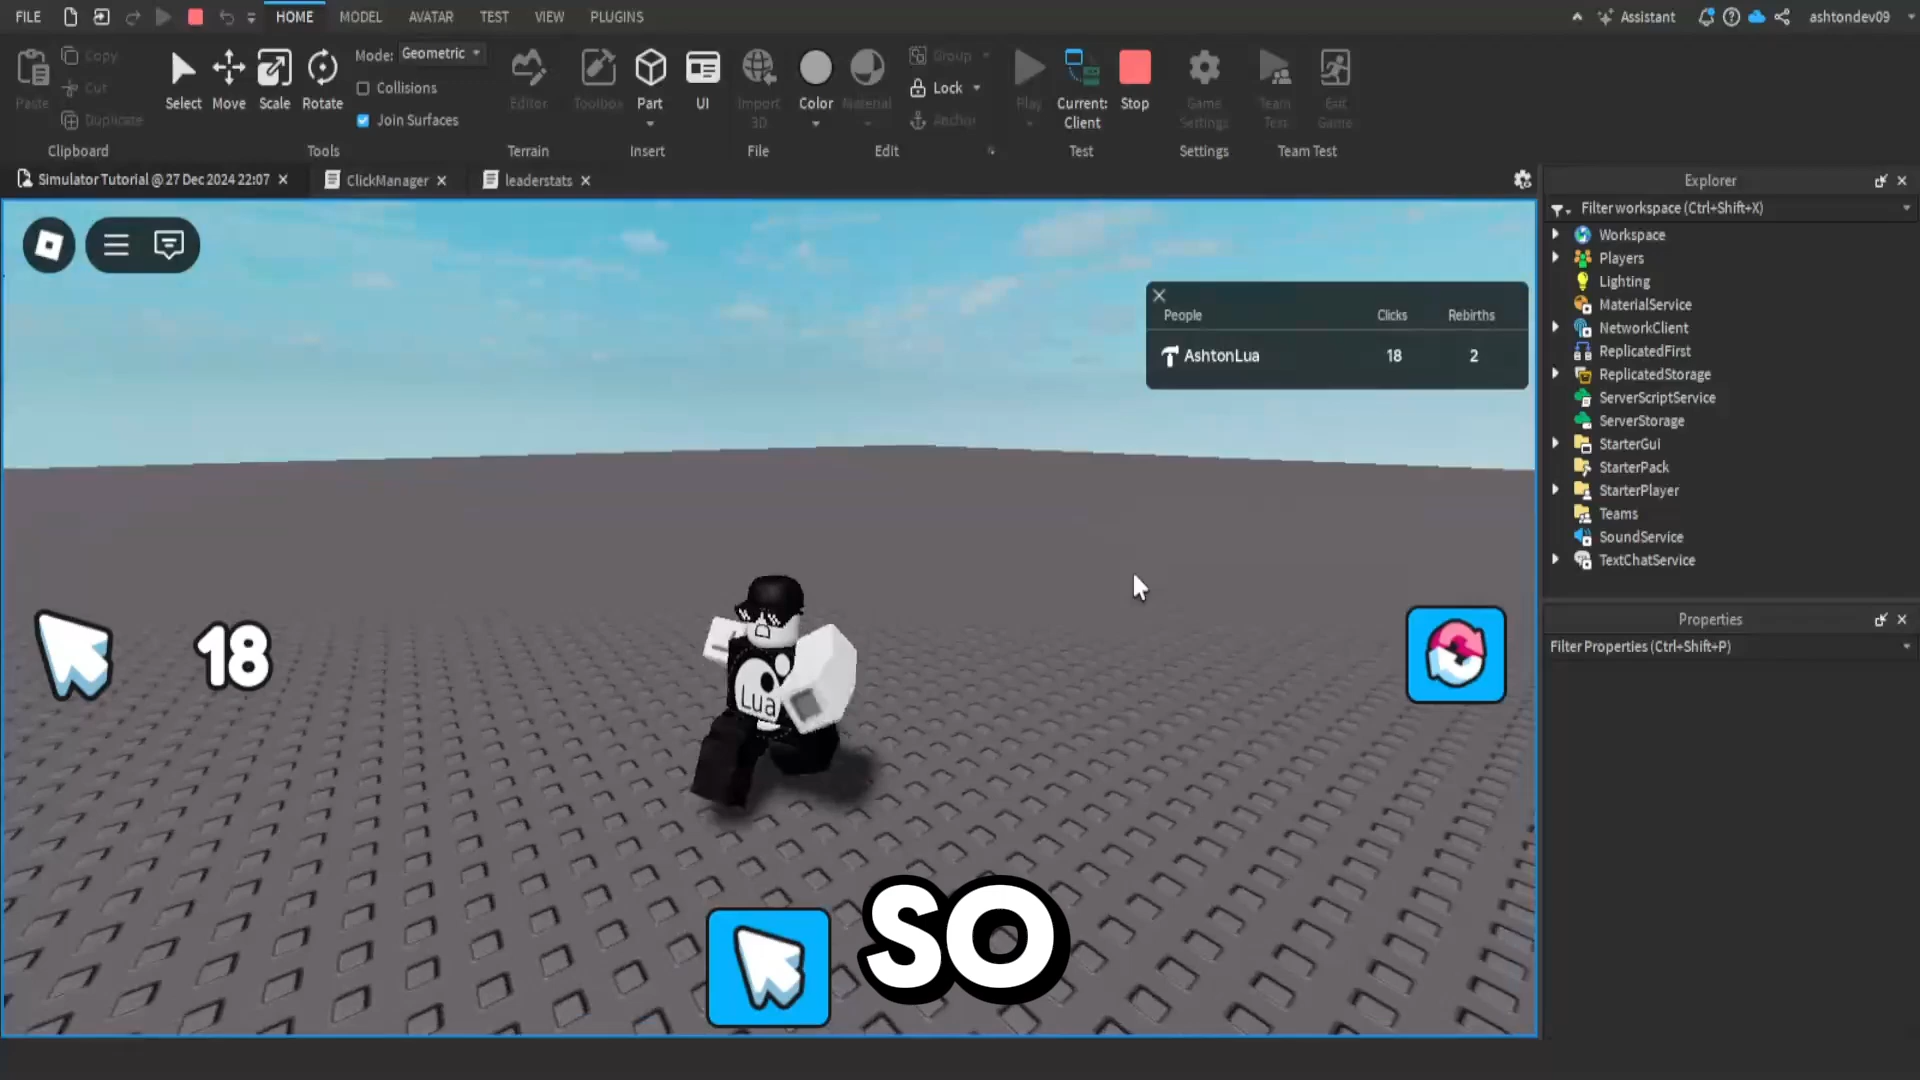 FILE HOME MODEL AVATAR TEST VIEW PLUGINS Assistant ashtondev09
Paste Copy Cut Duplicate
Select Move Scale Rotate
Mode: Geometric
Collisions
Join Surfaces
Editor Toolbox Part UI
Import 3D
Color Material
Group
Lock
Anchor
Play
Current: Client
Stop
Game Settings
Team Test
Exit Game
Clipboard Tools Terrain Insert File Edit Test Settings Team Test
Simulator Tutorial @ 27 Dec 2024 22:07 ClickManager leaderstats
People Clicks Rebirths
AshtonLua 18 2
18
Lua
SO
Explorer
Filter workspace (Ctrl+Shift+X)
Workspace
Players
Lighting
MaterialService
NetworkClient
ReplicatedFirst
ReplicatedStorage
ServerScriptService
ServerStorage
StarterGui
StarterPack
StarterPlayer
Teams
SoundService
TextChatService
Properties
Filter Properties (Ctrl+Shift+P)